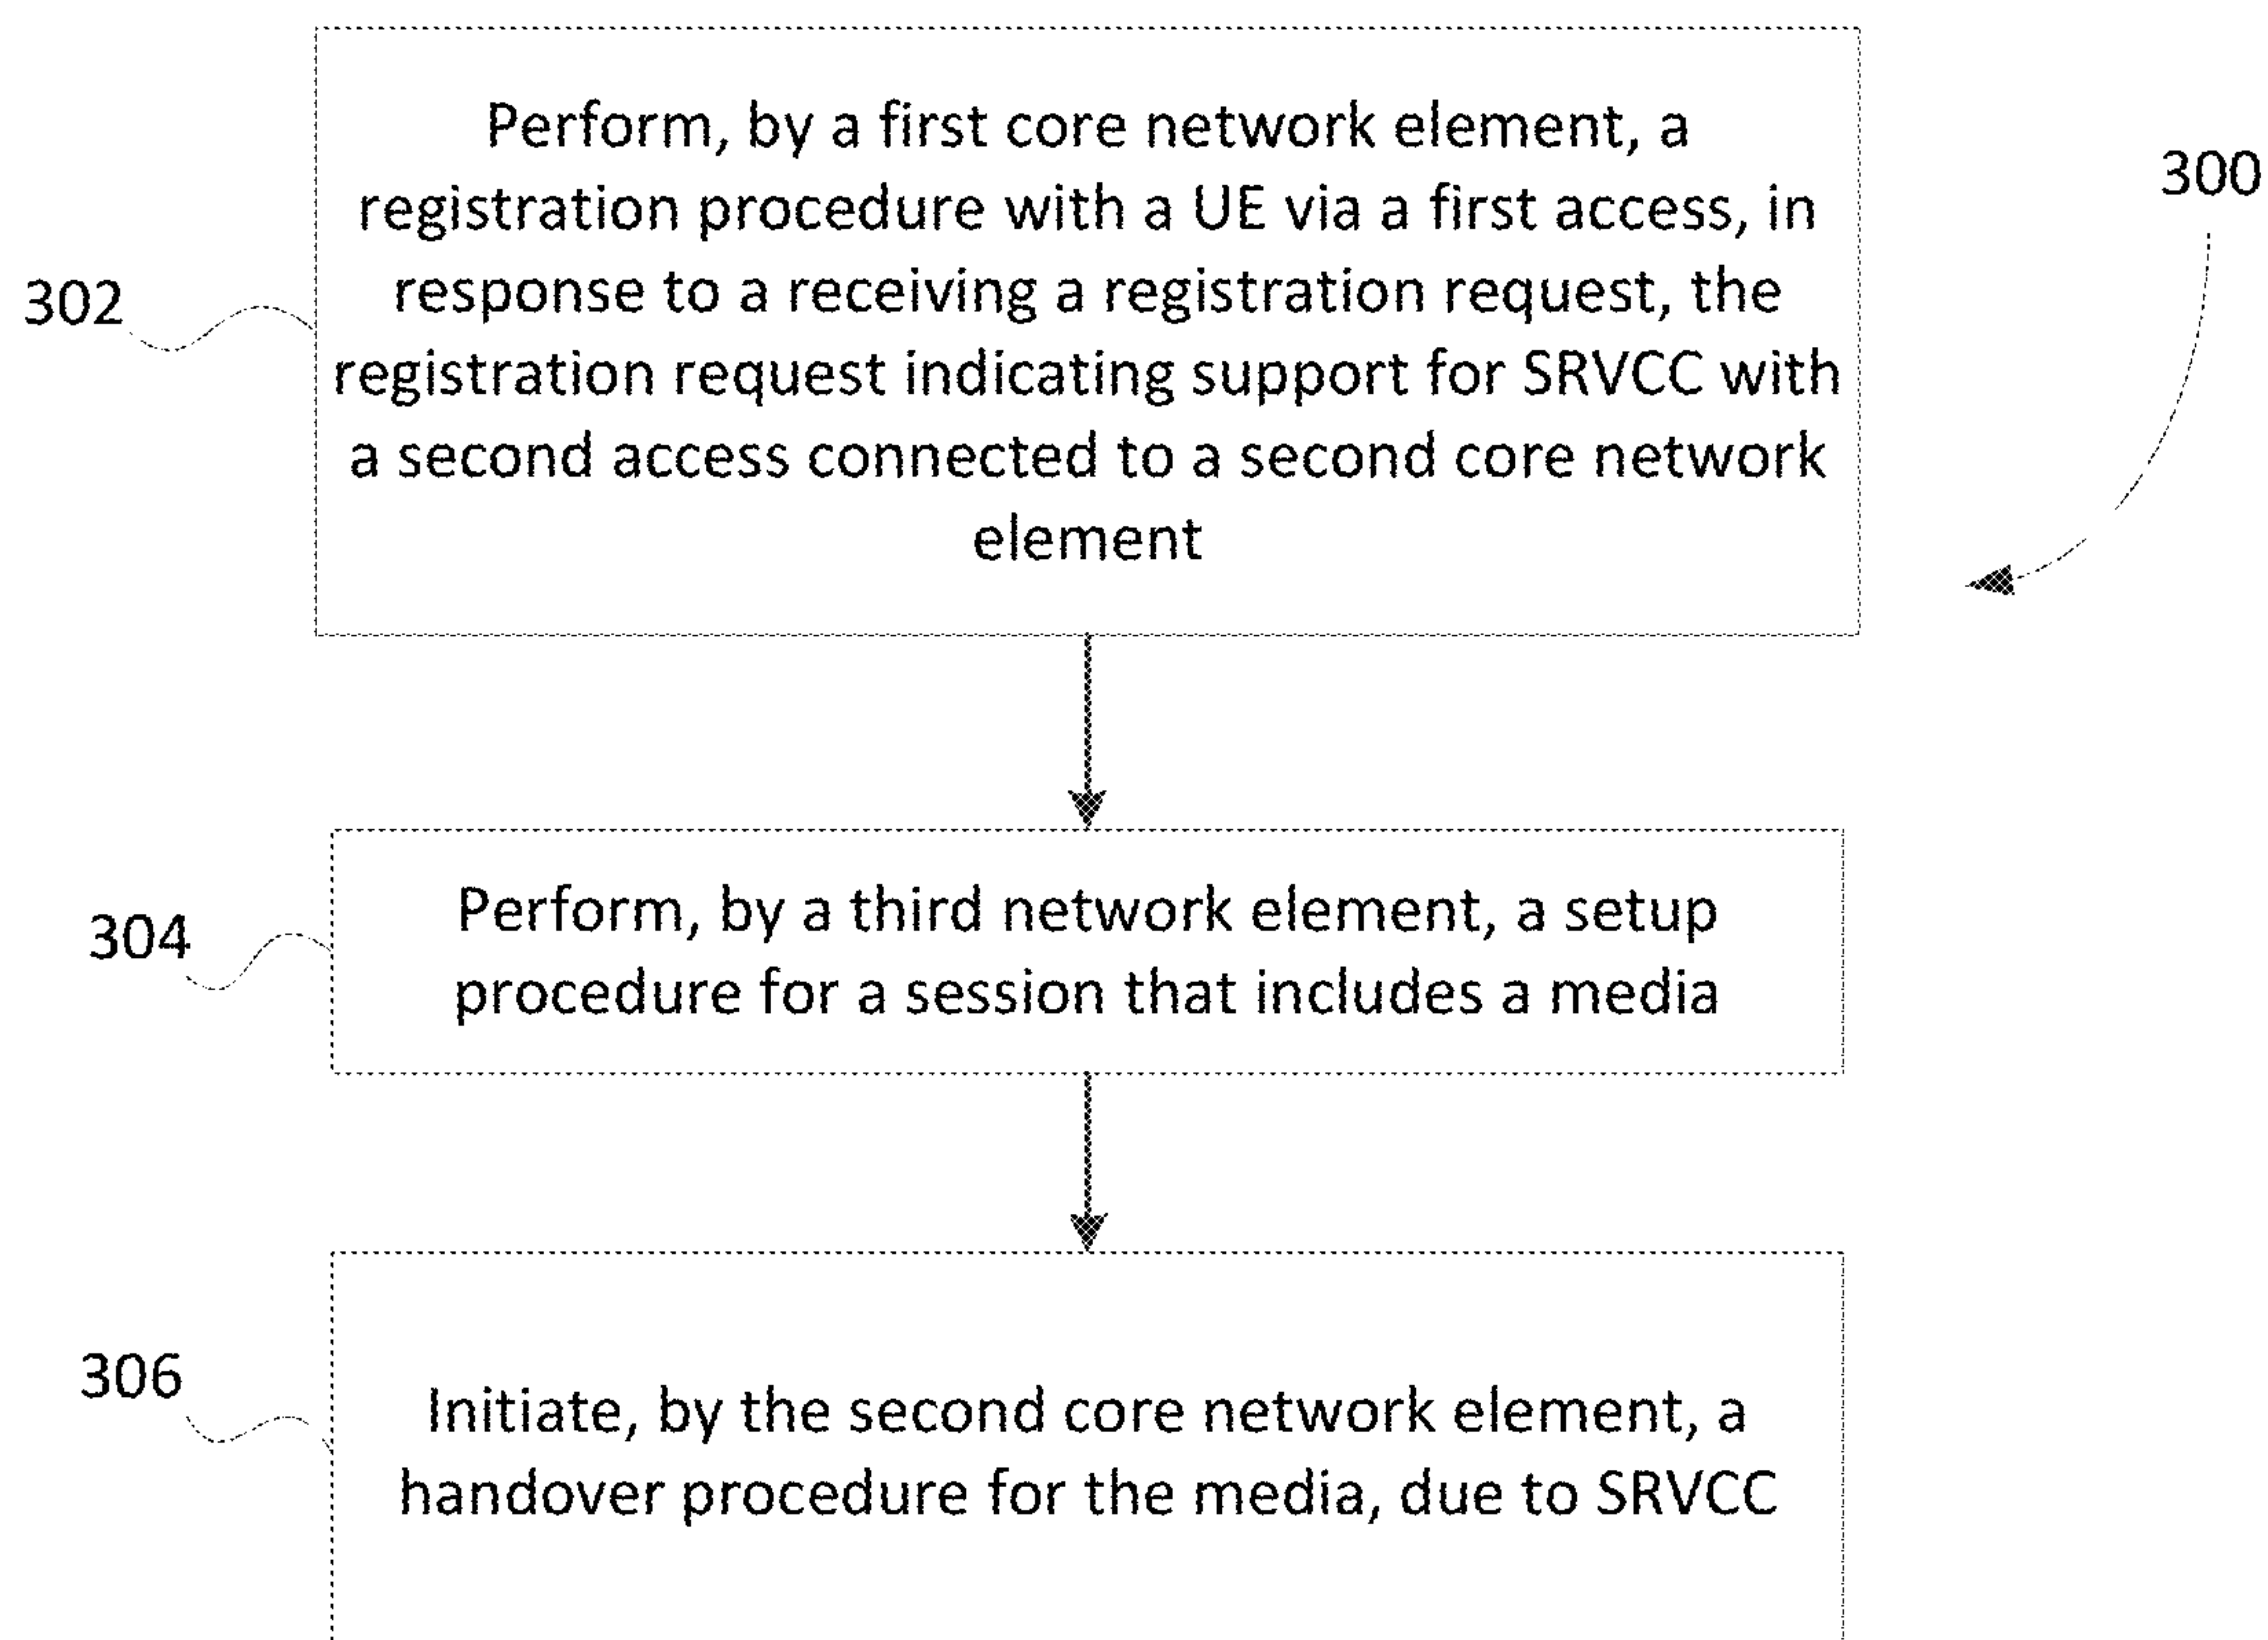 Perform, by a first core network element, a
registration procedure with a UE via a first access, in
response to a receiving a registration request, the
registration request indicating support for SRVCC with
a second access connected to a second core network
element
300
302
Perform, by a third network element, a setup
procedure for a session that includes a media
304
Initiate, by the second core network element, a
handover procedure for the media, due to SRVCC
306